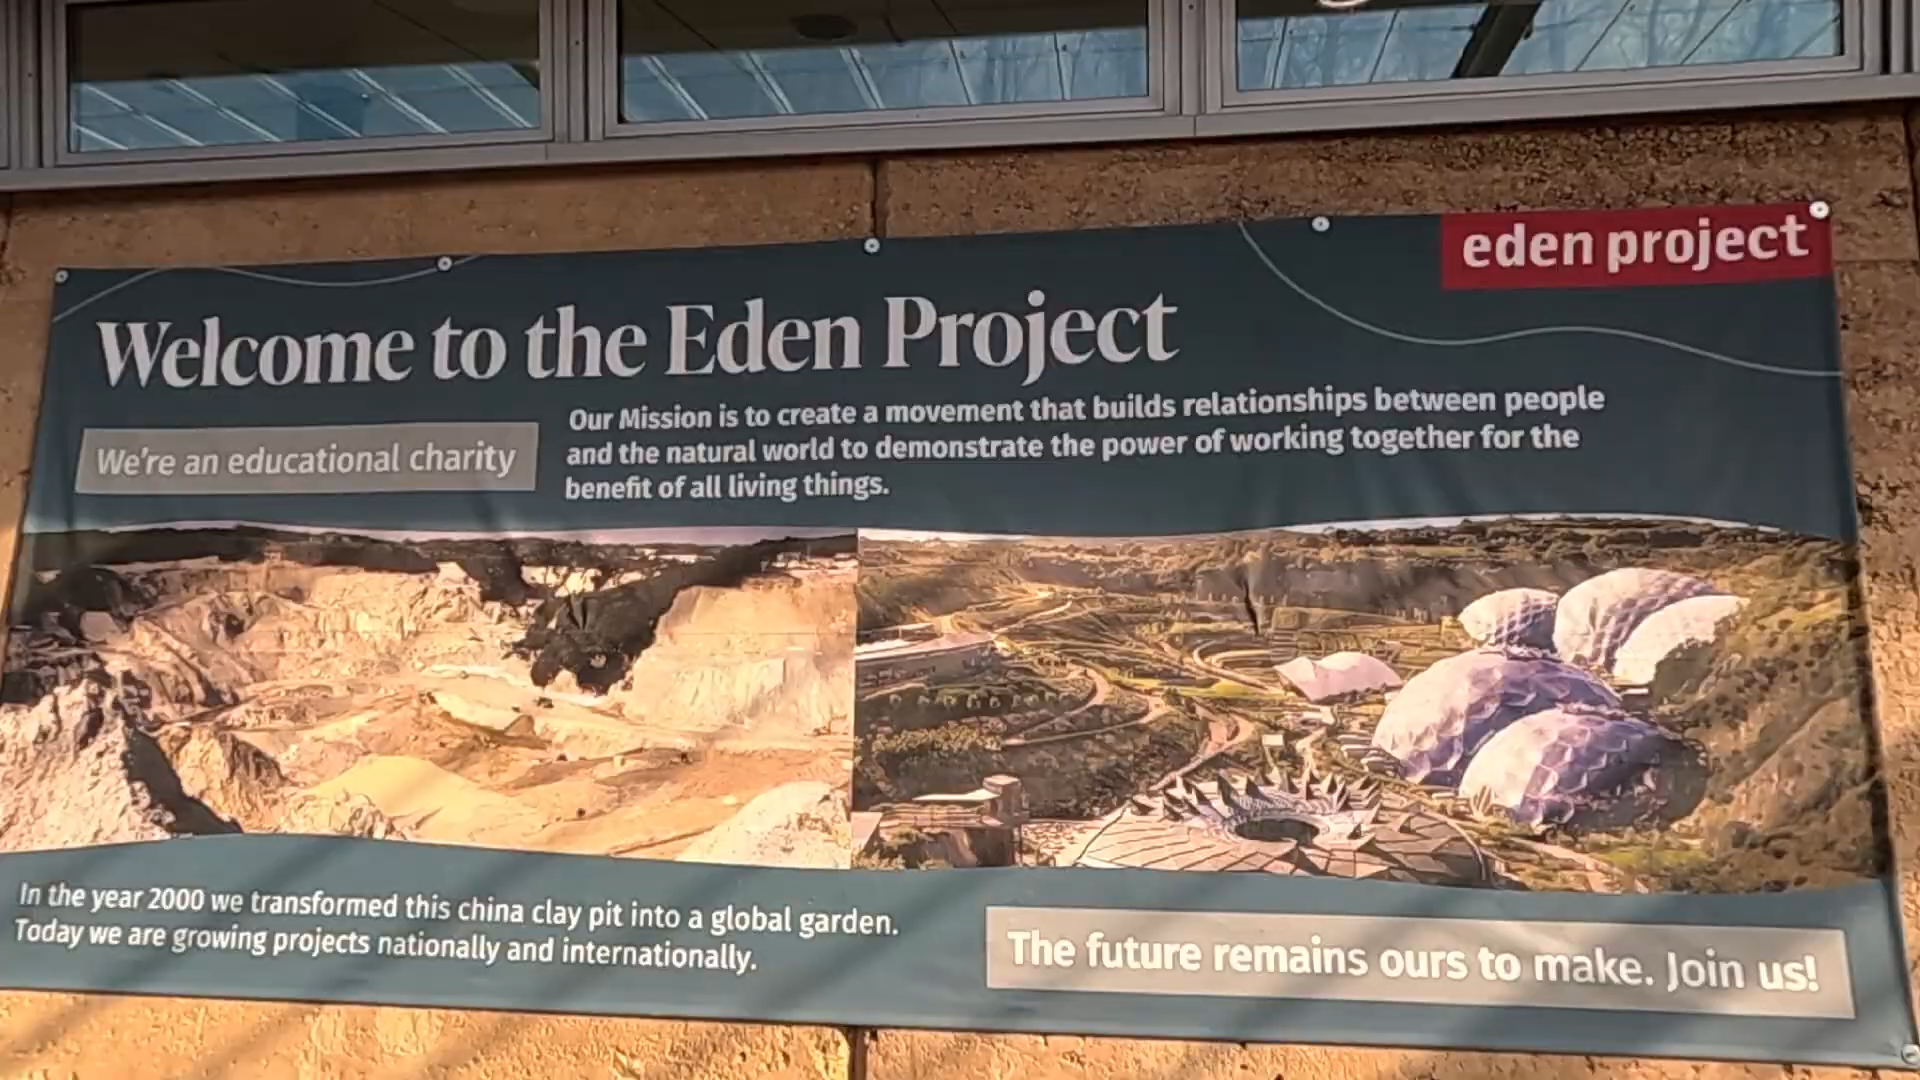 eden project
Welcome to the Eden Project
We're an educational charity
Our Mission is to create a movement that builds relationships between people
and the natural world to demonstrate the power of working together for the
benefit of all living things.
In the year 2000 we transformed this china clay pit into a global garden.
Today we are growing projects nationally and internationally.
The future remains ours to make. Join us!